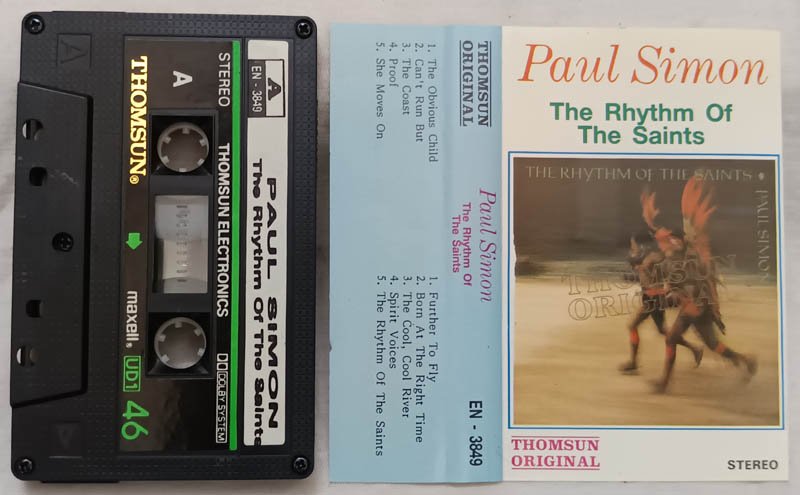 A
THOMSUN®
maxell®
UD1
46
A
STEREO
THOMSUN ELECTRONICS
DOLBY SYSTEM
A
EN - 3849
PAUL SIMON
The Rhythm Of The Saints
THOMSUN
ORIGINAL
1. The Obvious Child
2. Can't Run But
3. The Coast
4. Proof
5. She Moves On
1. Further To Fly
2. Born At The Right Time
3. The Cool, Cool River
4. Spirit Voices
5. The Rhythm Of The Saints
Paul Simon
The Rhythm Of
The Saints
EN - 3849
Paul Simon
The Rhythm Of
The Saints
THE RHYTHM OF THE SAINTS • PAUL SIMON
THOMSUN
ORIGINAL
THOMSUN
ORIGINAL
STEREO